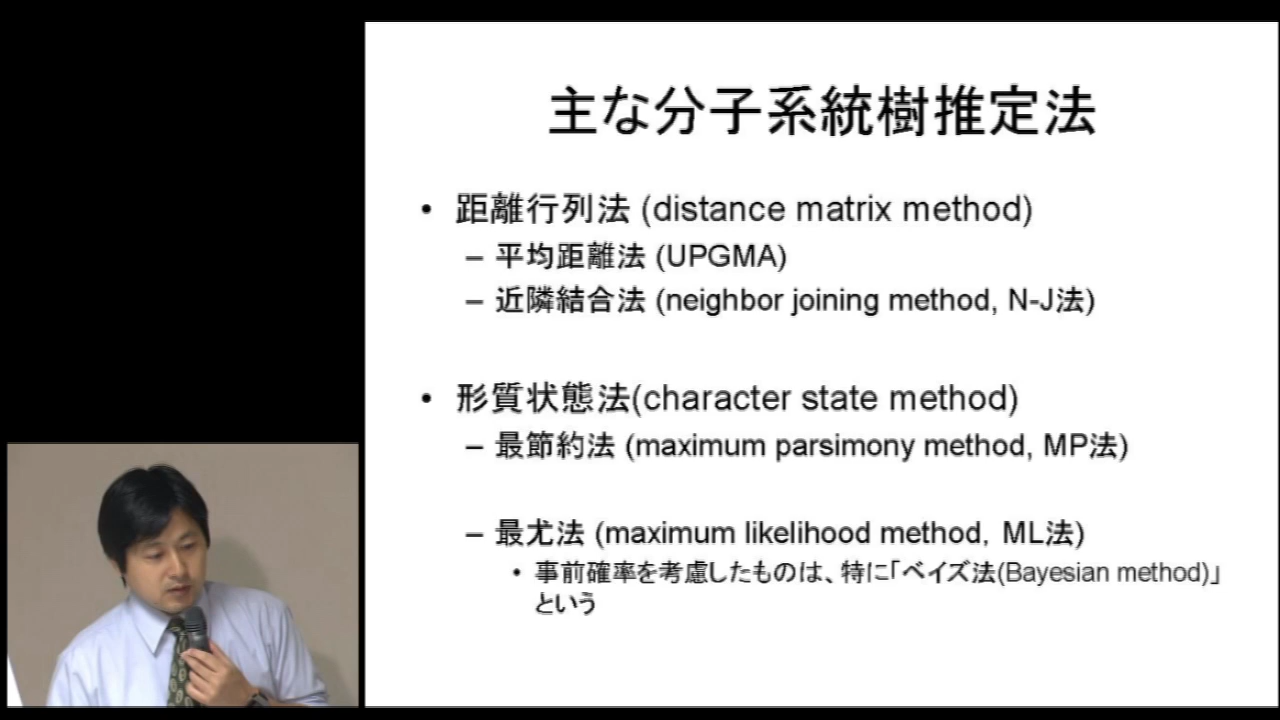 主な分子系統樹推定法
• 距離行列法 (distance matrix method)
– 平均距離法 (UPGMA)
– 近隣結合法 (neighbor joining method, N-J法)
• 形質状態法(character state method)
– 最節約法 (maximum parsimony method, MP法)
– 最尤法 (maximum likelihood method, ML法)
• 事前確率を考慮したものは、特に「ベイズ法(Bayesian method)」
という